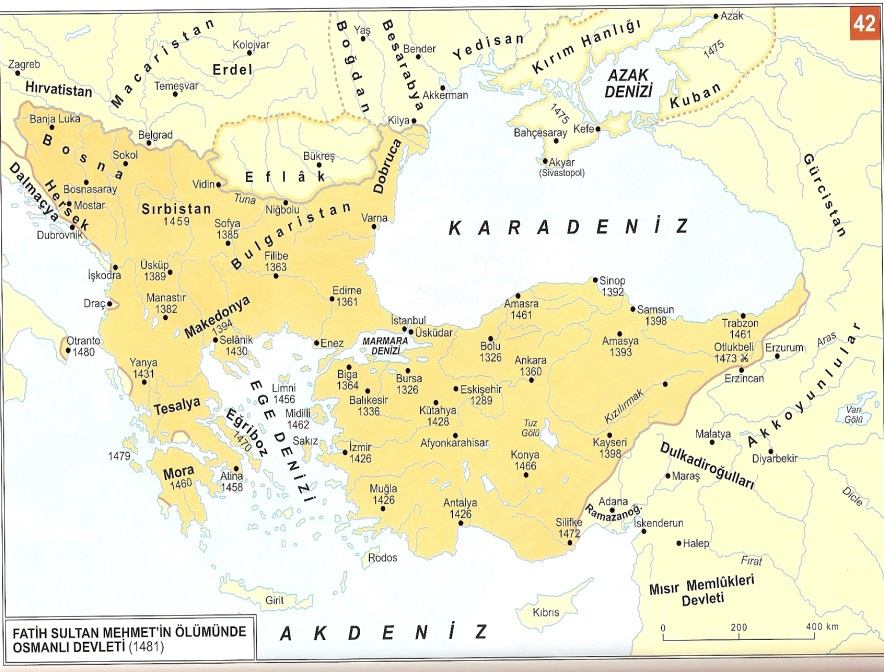 42
Zagreb
Hırvatistan
Macaristan
Kolojvar
Erdel
Temeşvar
Boğdan
Yaş
Besarabya
Bender
Yedisan
Akkerman
Kilya
Kırım Hanlığı
Azak
1475
AZAK
DENİZİ
Kuban
1475
Bahçesaray
Kefe
Akyar
(Sivastopol)
Gürcistan
Banja Luka
Bosna
Sokol
Belgrad
Bosnasaray
Hersek
Mostar
Dalmaçya
Dubrovnik
Vidin
Eflâk
Bükreş
Tuna
Niğbolu
Dobruca
Sırbistan
1459
Sofya
1385
Bulgaristan
Varna
KARADENİZ
İşkodra
Üsküp
1389
Filibe
1363
Draç
Manastır
1382
Makedonya
1394
Edirne
1361
Selânik
1430
Enez
İstanbul
Üsküdar
MARMARA
DENİZİ
Otranto
1480
Yanya
1431
Tesalya
Eğriboz
1470
EGE DENİZİ
Limni
1456
Midilli
1462
Sakız
1479
Mora
1460
Atina
1458
Biga
1364
Balıkesir
1336
Bursa
1326
İzmir
1426
Muğla
1426
Kütahya
1428
Eskişehir
1289
Afyonkarahisar
Antalya
1426
Bolu
1326
Amasra
1461
Ankara
1360
Tuz
Gölü
Konya
1466
Sinop
1392
Samsun
1398
Amasya
1393
Kızılırmak
Kayseri
1398
Silifke
1472
Trabzon
1461
Otlukbeli
1473
Erzurum
Erzincan
Aras
Akkoyunlular
Van
Gölü
Malatya
Diyarbekir
Dulkadiroğulları
Maraş
Adana
Ramazanoğ.
İskenderun
Halep
Dicle
Fırat
Mısır Memlûkleri
Devleti
Rodos
Girit
Kıbrıs
AKDENİZ
0 200 400 km
FATİH SULTAN MEHMET'İN ÖLÜMÜNDE
OSMANLI DEVLETİ (1481)